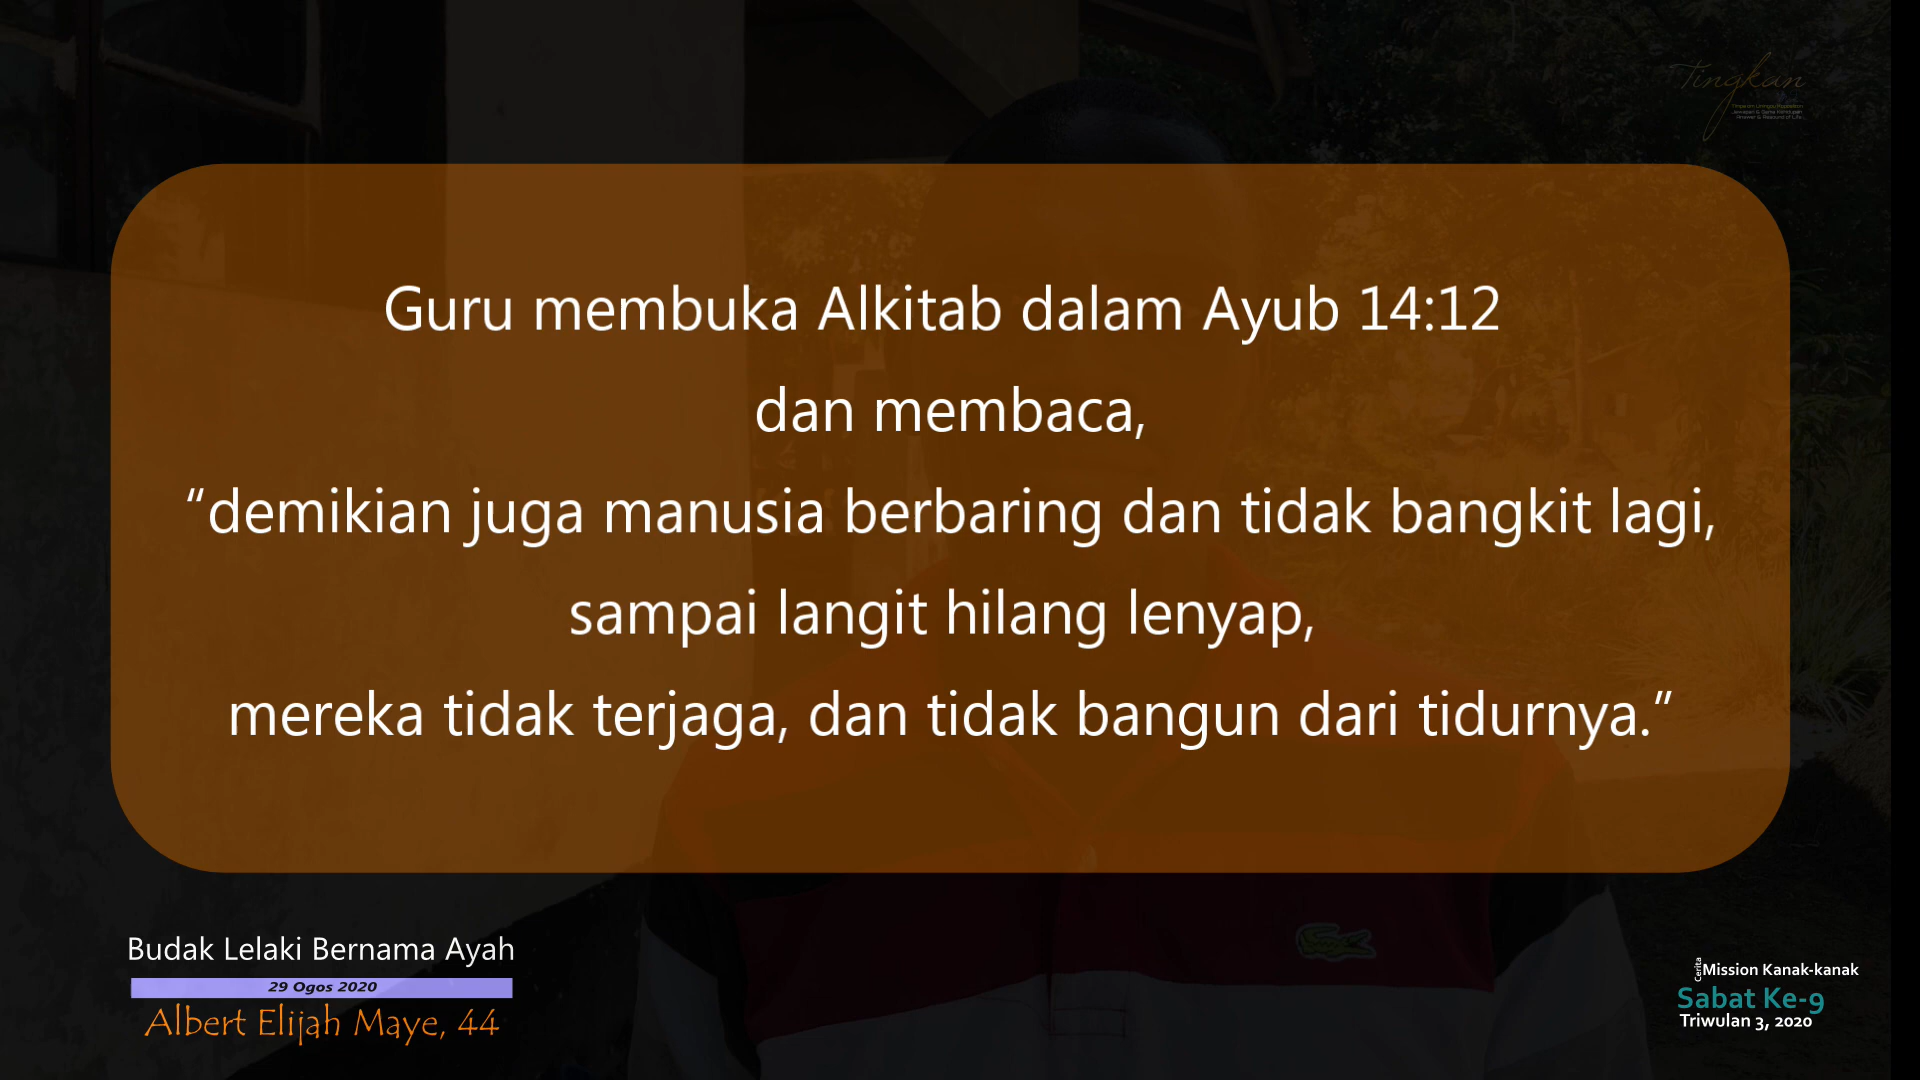 Tingkan
Guru membuka Alkitab dalam Ayub 14:12
dan membaca,
“demikian juga manusia berbaring dan tidak bangkit lagi,
sampai langit hilang lenyap,
mereka tidak terjaga, dan tidak bangun dari tidurnya.”
Budak Lelaki Bernama Ayah
29 Ogos 2020
Albert Elijah Maye, 44
Cerita
Mission Kanak-kanak
Sabat Ke-9
Triwulan 3, 2020